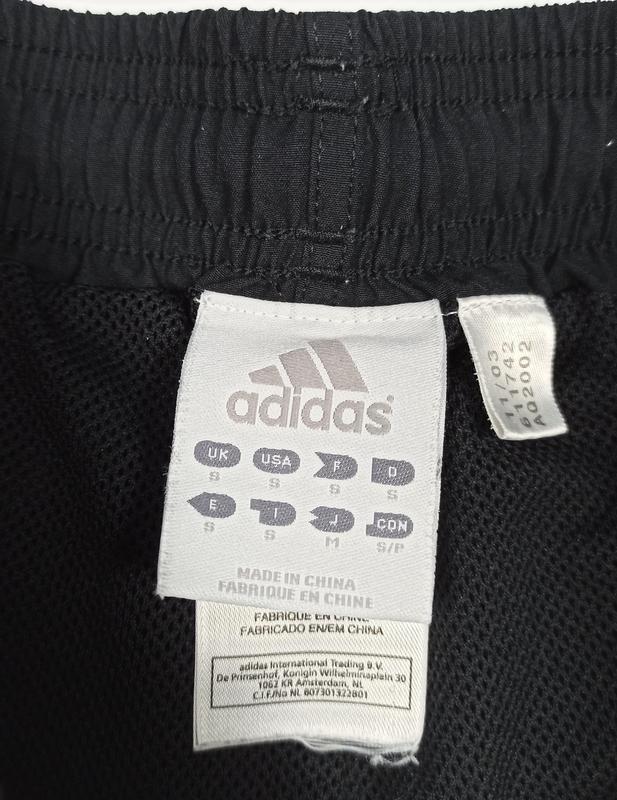 adidas
UK USA F D
S S S S
E I J CON
S S M S/P
MADE IN CHINA
FABRIQUE EN CHINE
FABRIQUE EN CHINE
FABRICADO EN/EM CHINA
adidas International Trading B.V.
De Prinsenhof, Konigin Wilhelminaplein 30
1062 KR Amsterdam, NL
C.I.F./No NL 807301322B01
11/03
611742
A02002